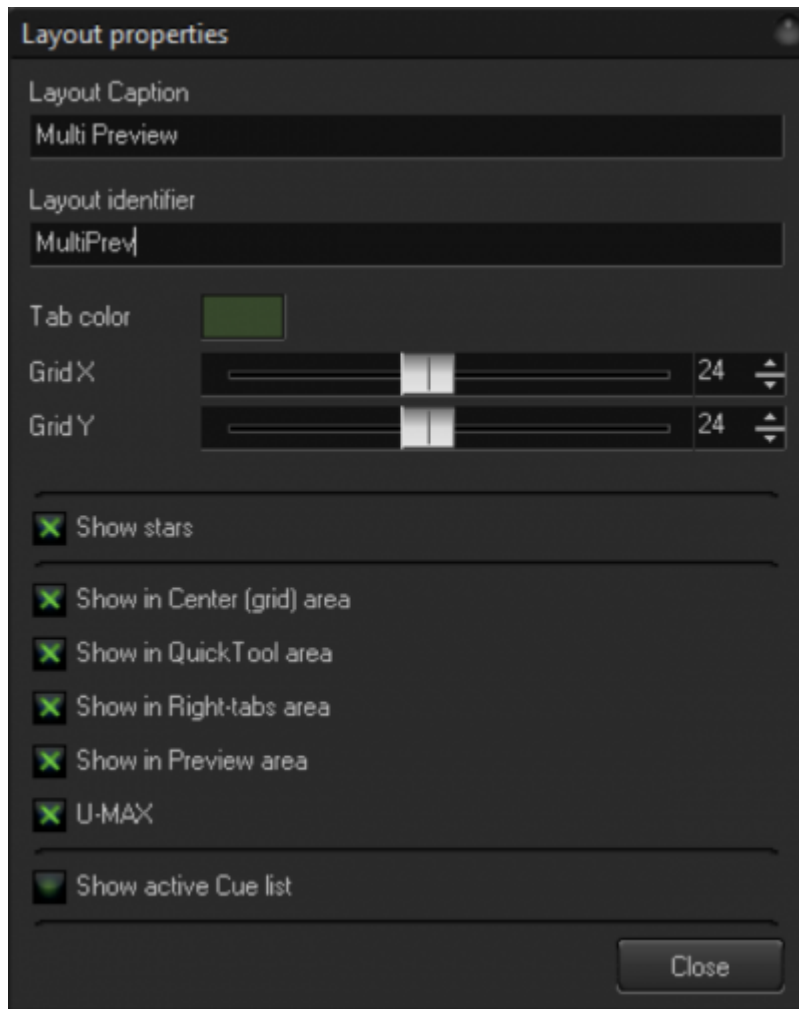 Layout properties
Layout Caption
Multi Preview
Layout identifier
MultiPrev
Tab color
Grid X 24
Grid Y 24
Show stars
Show in Center (grid) area
Show in QuickTool area
Show in Right-tabs area
Show in Preview area
U-MAX
Show active Cue list
Close